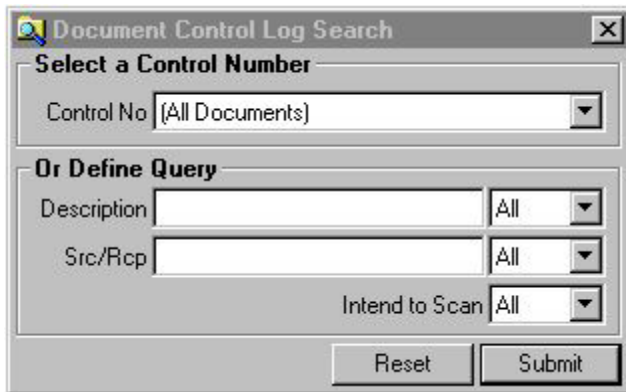 Document Control Log Search
Select a Control Number
Control No (All Documents)
Or Define Query
Description All
Src/Rcp All
Intend to Scan All
Reset Submit